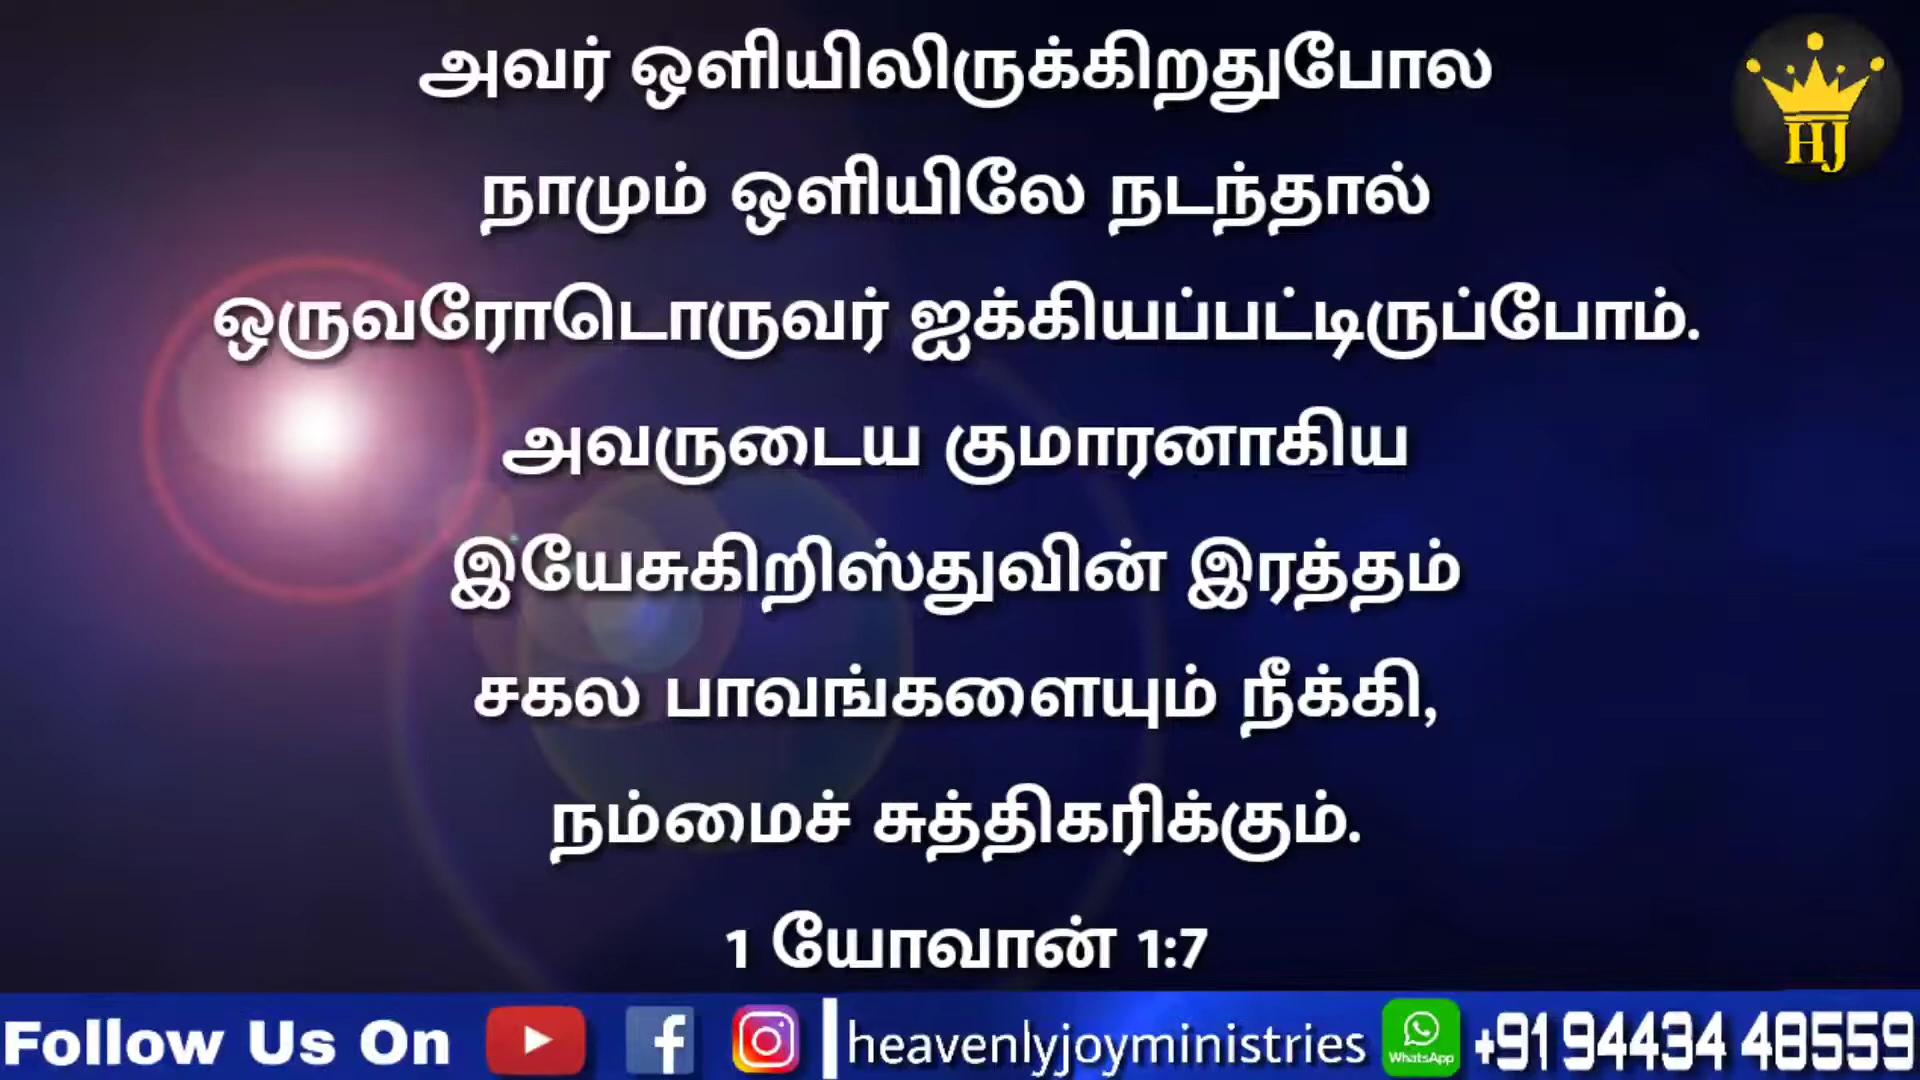 அவர் ஒளியிலிருக்கிறதுபோல
நாமும் ஒளியிலே நடந்தால்
ஒருவரோடொருவர் ஐக்கியப்பட்டிருப்போம்.
அவருடைய குமாரனாகிய
இயேசுகிறிஸ்துவின் இரத்தம்
சகல பாவங்களையும் நீக்கி,
நம்மைச் சுத்திகரிக்கும்.
1 யோவான் 1:7
HJ
Follow Us On heavenlyjoyministries WhatsApp +91 94434 48559